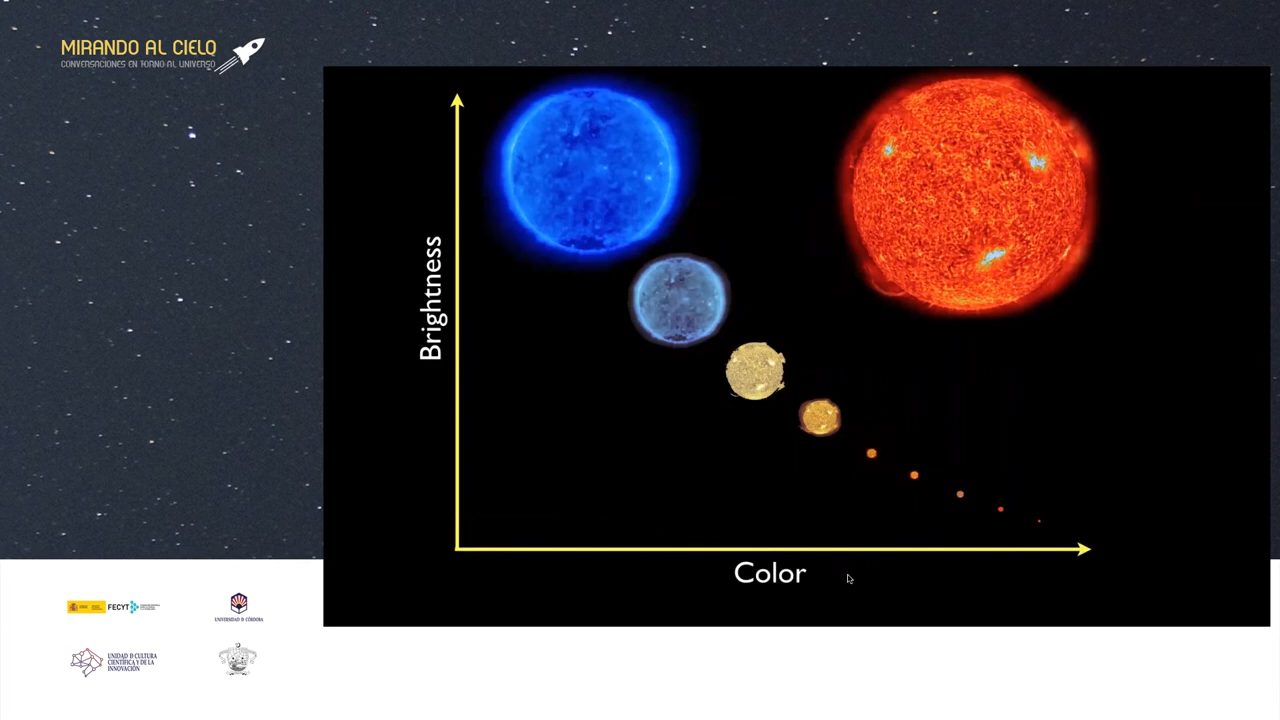 MIRANDO AL CIELO
CONVERSACIONES EN TORNO AL UNIVERSO
Brightness
Color
FECYT
UNIVERSIDAD D CÓRDOBA
UNIDAD D CULTURA
CIENTÍFICA Y DE LA
INNOVACIÓN